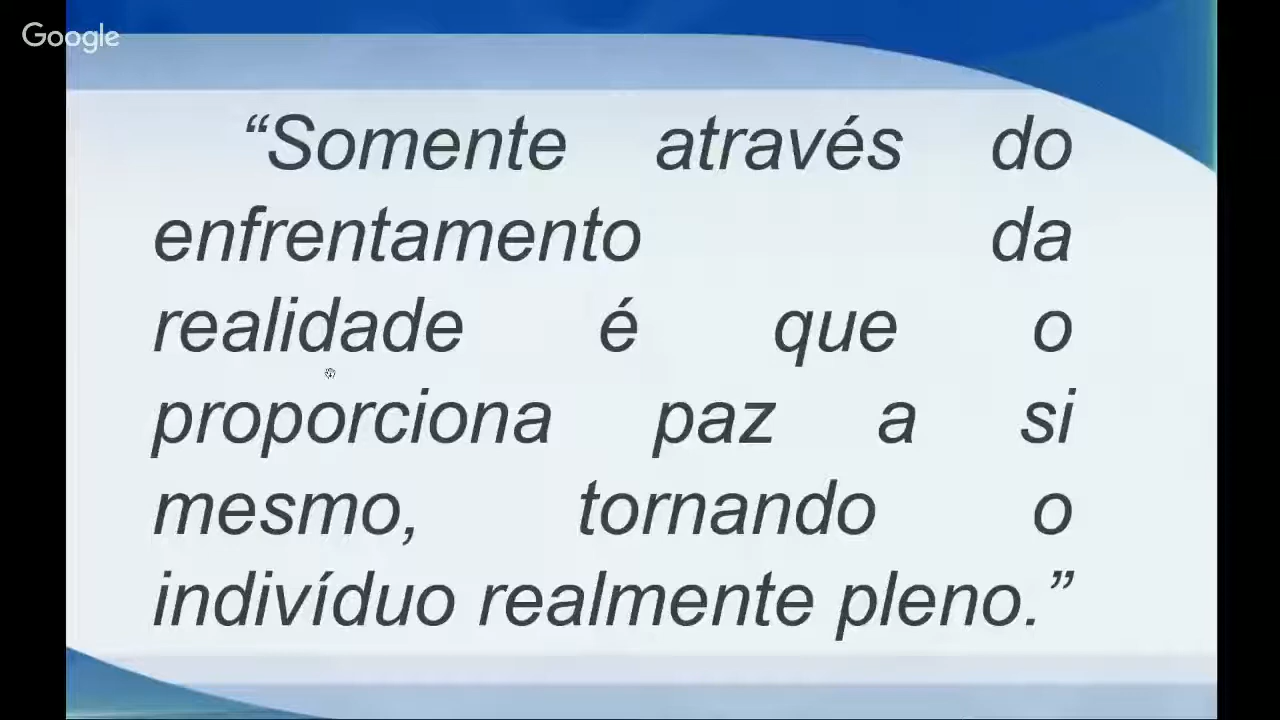 Google
“Somente através do
enfrentamento da
realidade é que o
proporciona paz a si
mesmo, tornando o
indivíduo realmente pleno.”